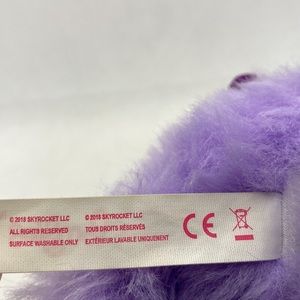 © 2018 SKYROCKET LLC
ALL RIGHTS RESERVED
SURFACE WASHABLE ONLY
© 2018 SKYROCKET LLC
TOUS DROITS RÉSERVÉS
EXTÉRIEUR LAVABLE UNIQUEMENT
CE